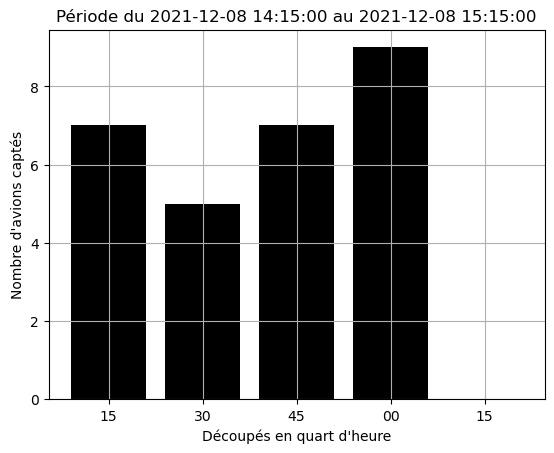 Période du 2021-12-08 14:15:00 au 2021-12-08 15:15:00
Nombre d'avions captés
8
6
4
2
0
15 30 45 00 15
Découpés en quart d'heure